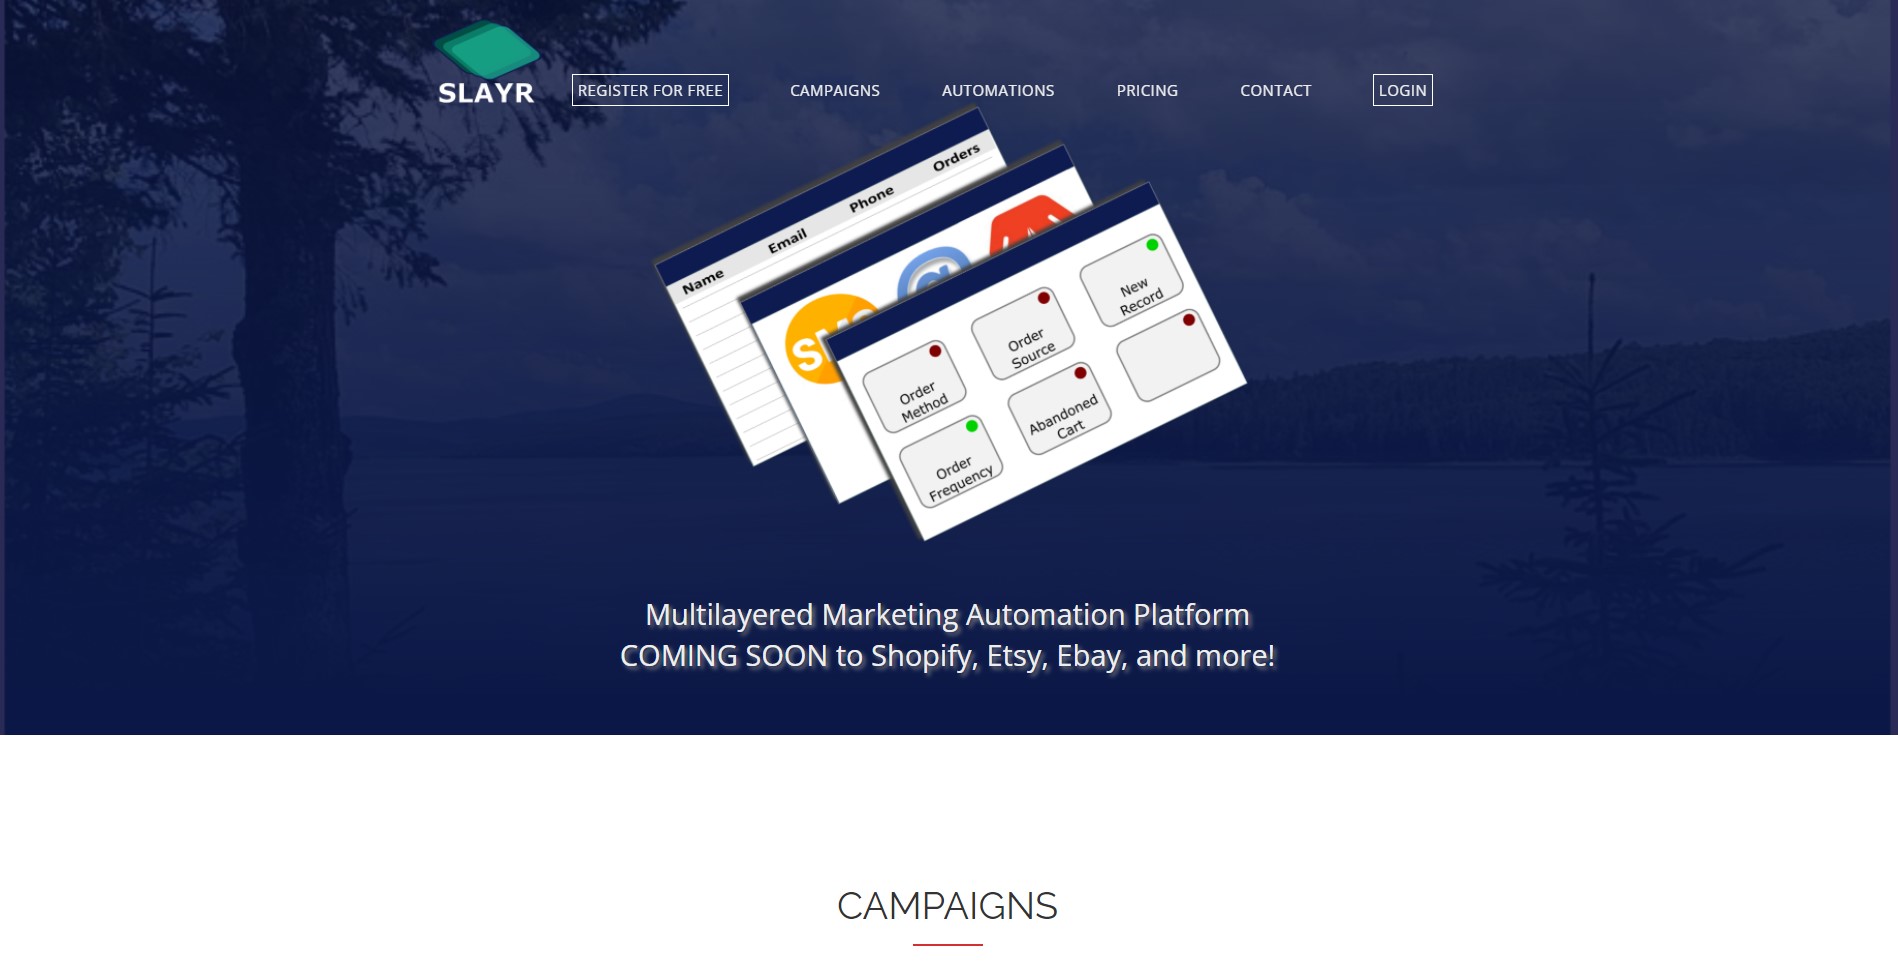 SLAYR
REGISTER FOR FREE
CAMPAIGNS
AUTOMATIONS
PRICING
CONTACT
LOGIN
Name Email Phone Orders
@
Order
Method
Order
Source
New
Record
Order
Frequency
Abandoned
Cart
Multilayered Marketing Automation Platform
COMING SOON to Shopify, Etsy, Ebay, and more!
CAMPAIGNS